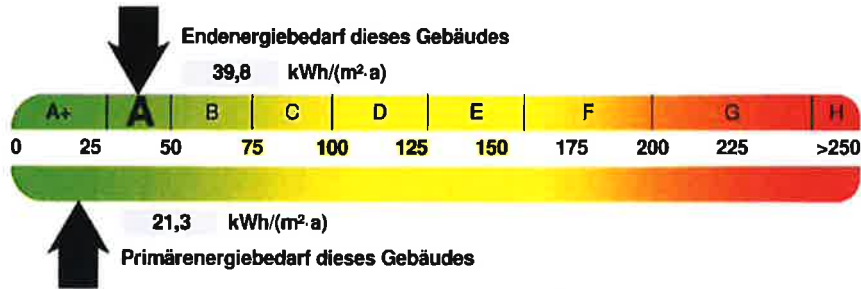 Endenergiebedarf dieses Gebäudes
39,8 kWh/(m²·a)
A+ A B C D E F G H
0 25 50 75 100 125 150 175 200 225 >250
21,3 kWh/(m²·a)
Primärenergiebedarf dieses Gebäudes